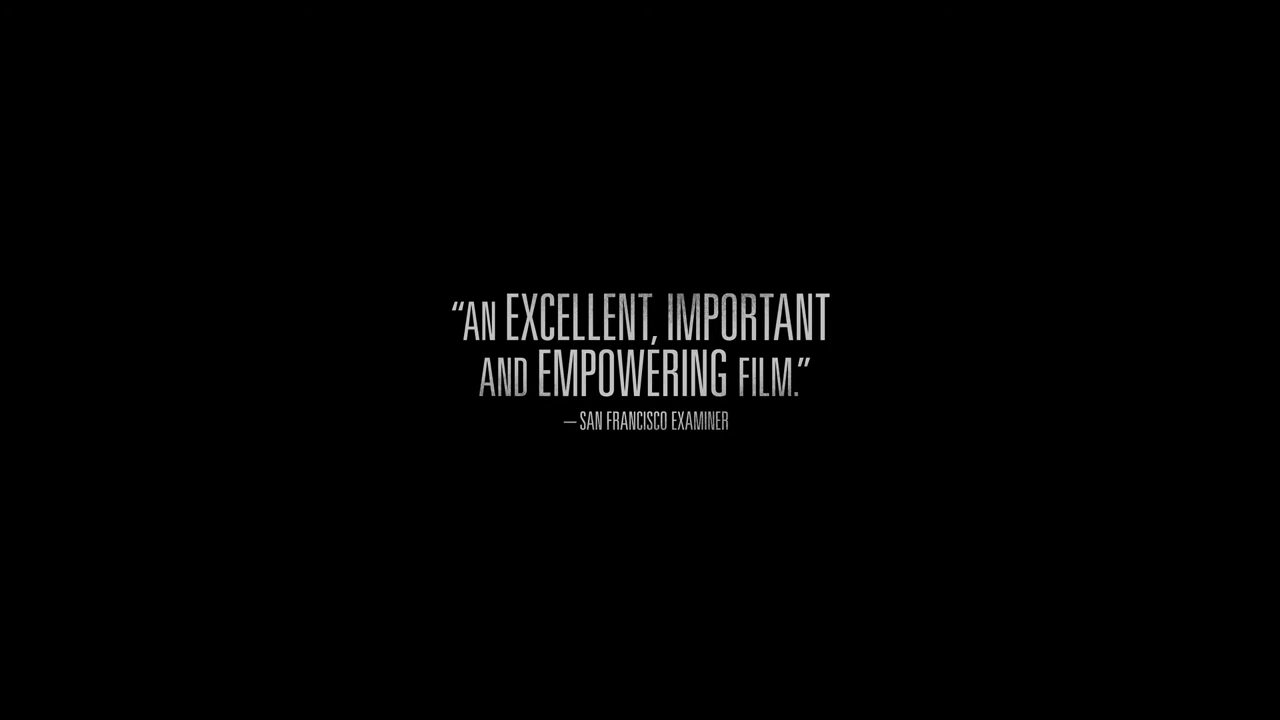 “AN EXCELLENT, IMPORTANT
AND EMPOWERING FILM.”
– SAN FRANCISCO EXAMINER